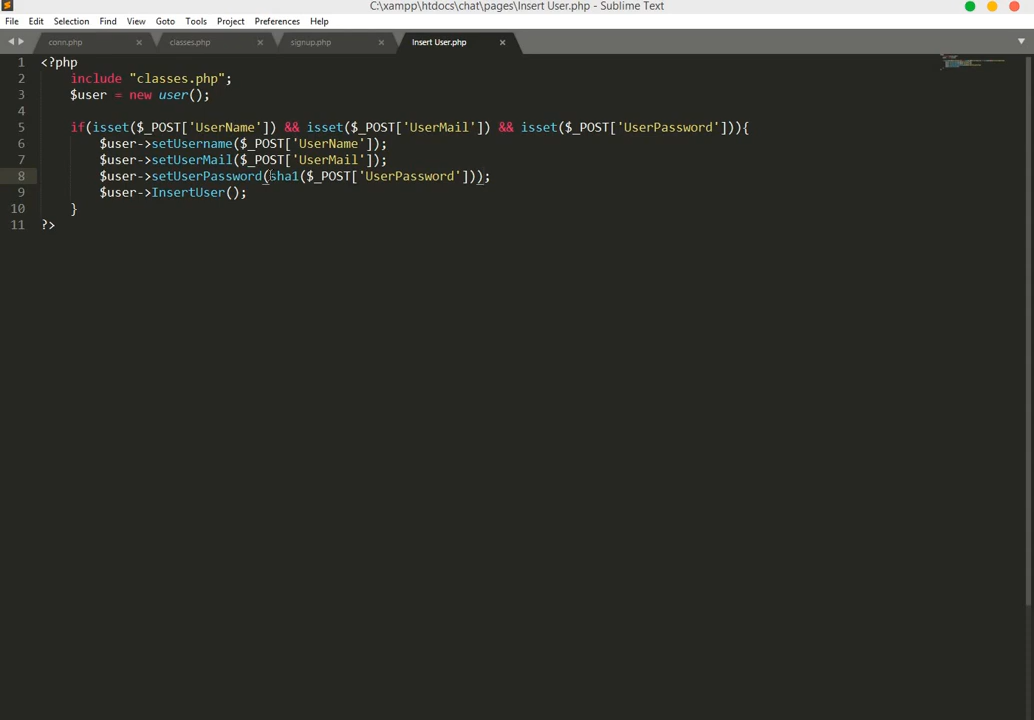 C:\xampp\htdocs\chat\pages\Insert User.php - Sublime Text
File Edit Selection Find View Goto Tools Project Preferences Help
conn.php classes.php signup.php Insert User.php
1 <?php
2 include "classes.php";
3 $user = new user();
4
5 if(isset($_POST['UserName']) && isset($_POST['UserMail']) && isset($_POST['UserPassword'])){
6 $user->setUsername($_POST['UserName']);
7 $user->setUserMail($_POST['UserMail']);
8 $user->setUserPassword(sha1($_POST['UserPassword']));
9 $user->InsertUser();
10 }
11 ?>